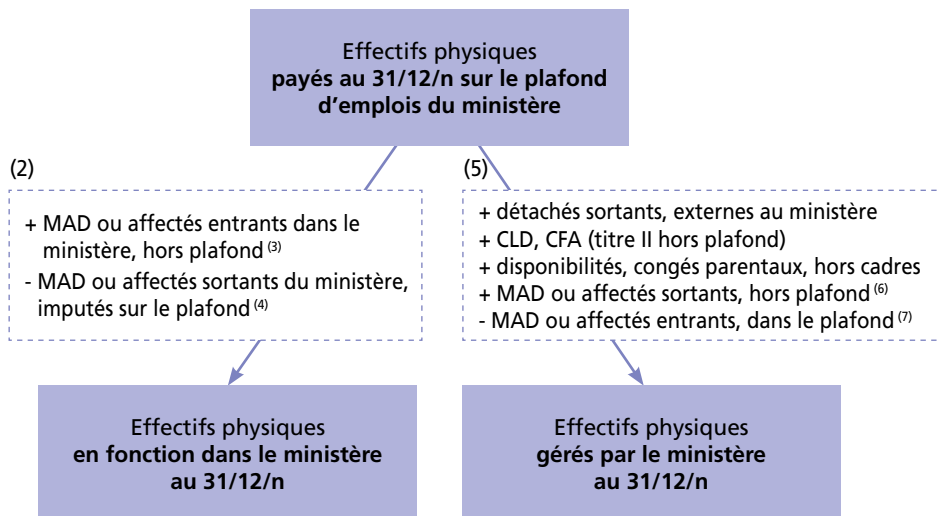 Effectifs physiques
payés au 31/12/n sur le plafond
d'emplois du ministère
(2)
+ MAD ou affectés entrants dans le
ministère, hors plafond (3)
- MAD ou affectés sortants du ministère,
imputés sur le plafond (4)
(5)
+ détachés sortants, externes au ministère
+ CLD, CFA (titre II hors plafond)
+ disponibilités, congés parentaux, hors cadres
+ MAD ou affectés sortants, hors plafond (6)
- MAD ou affectés entrants, dans le plafond (7)
Effectifs physiques
en fonction dans le ministère
au 31/12/n
Effectifs physiques
gérés par le ministère
au 31/12/n